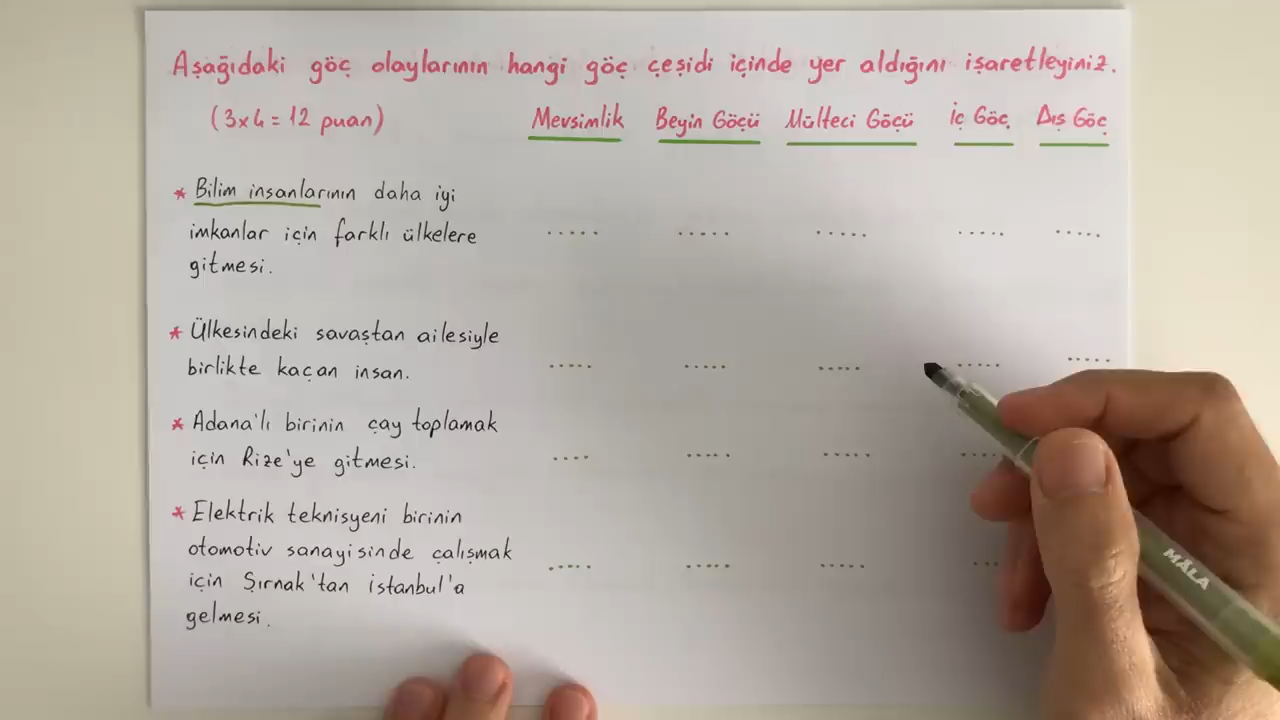 Aşağıdaki göç olaylarının hangi göç çeşidi içinde yer aldığını işaretleyiniz.
(3x4 = 12 puan) Mevsimlik Beyin Göçü Mülteci Göçü İç Göç Dış Göç
* Bilim insanlarının daha iyi
imkanlar için farklı ülkelere ..... ..... ..... ..... .....
gitmesi.
* Ülkesindeki savaştan ailesiyle
birlikte kaçan insan. ..... ..... ..... ..... .....
* Adana'lı birinin çay toplamak
için Rize'ye gitmesi. .... ..... ..... ....
* Elektrik teknisyeni birinin
otomotiv sanayisinde çalışmak ..... ..... ..... ...
için Şırnak'tan İstanbul'a
gelmesi.
MÅLA